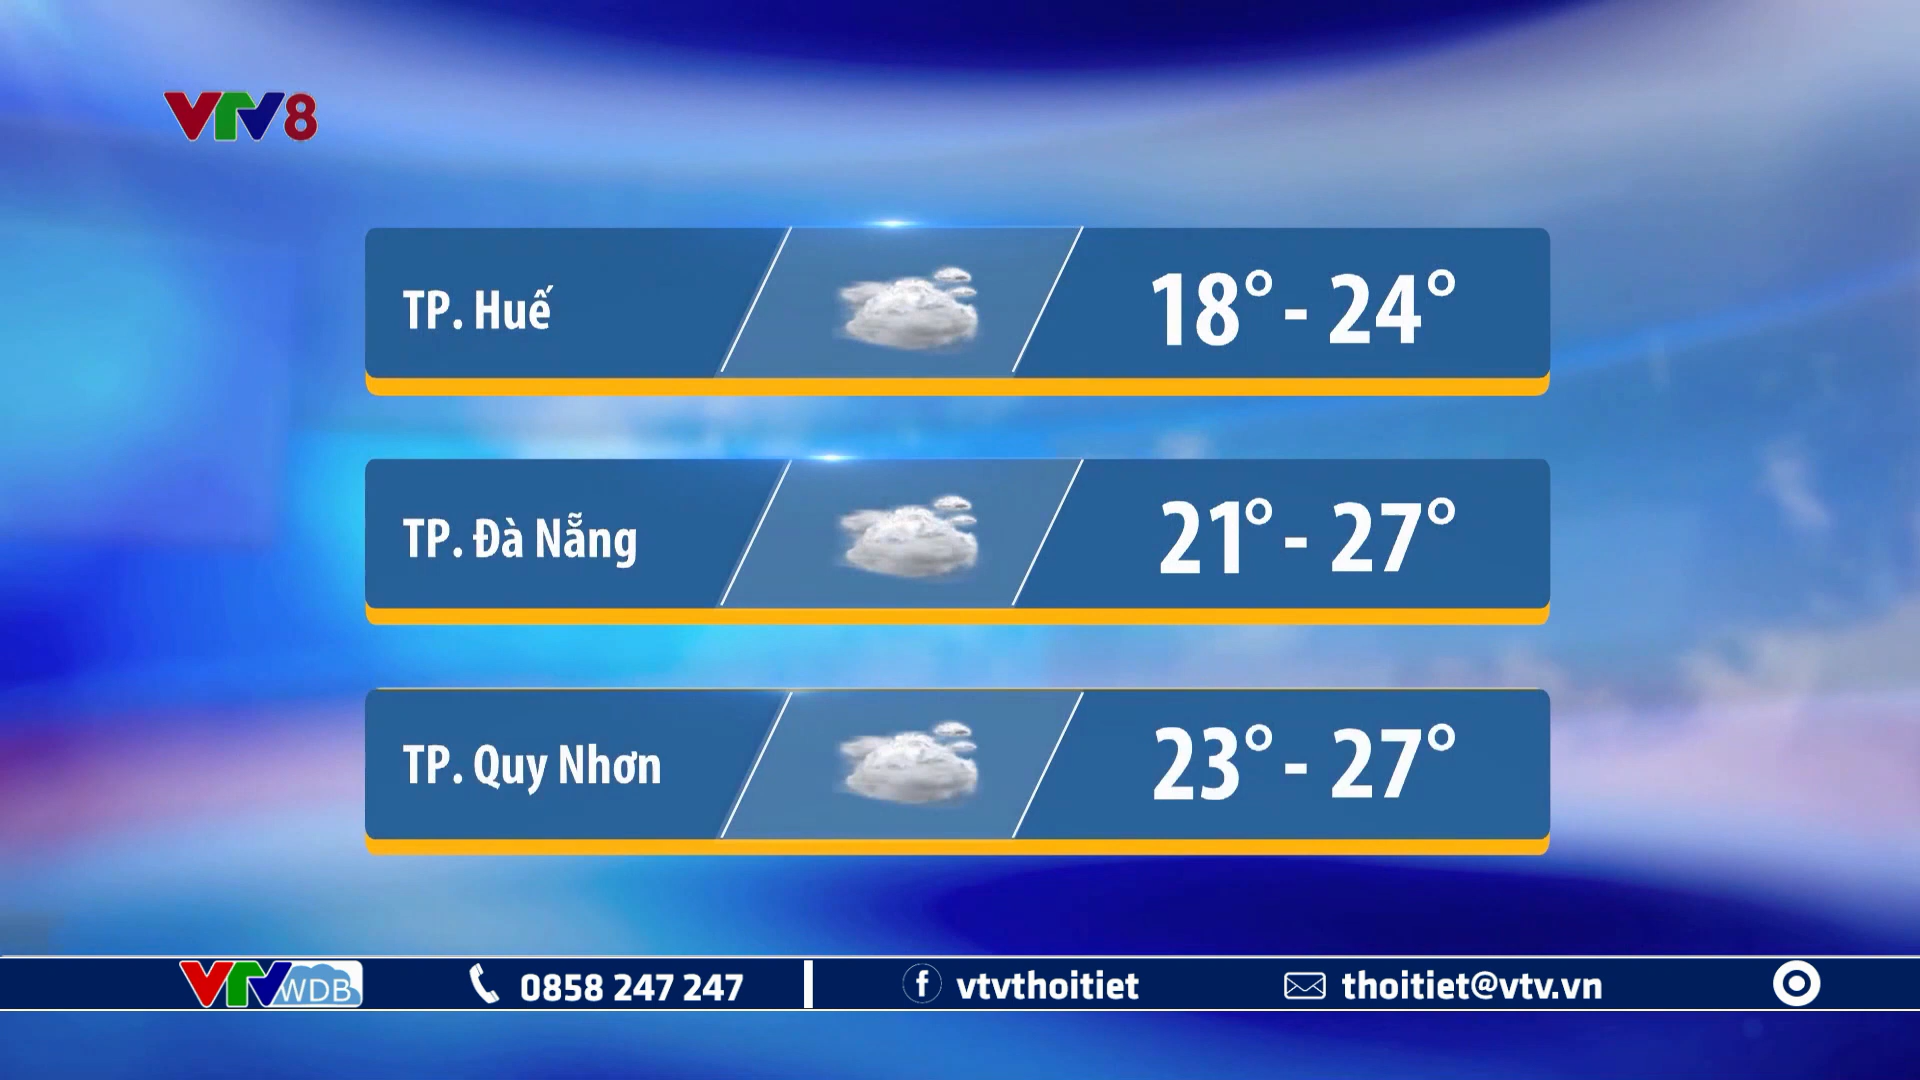 VTV8
TP. Huế 18° - 24°
TP. Đà Nẵng 21° - 27°
TP. Quy Nhơn 23° - 27°
VTV WDB 0858 247 247 f vtvthoitiet thoitiet@vtv.vn